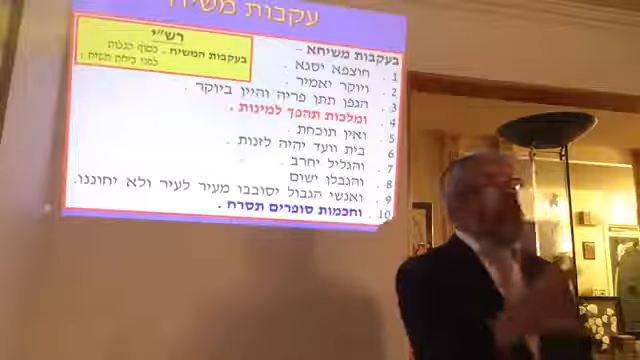 עקבות משיח
רש"י
בעקבות המשיח - בסוף הגלות
לפני ביאת משיח :
בעקבות משיחא -
1. חוצפא יסגא .
2. ויוקר יאמיר .
3. הגפן תתן פריה והיין ביוקר .
4. ומלכות תהפך למינות .
5. ואין תוכחת .
6. בית וועד יהיה לזנות .
7. והגליל יחרב .
8. והגבלן ישום
9. ואנשי הגבול יסובבו מעיר לעיר ולא יחוננו.
10. וחכמות סופרים תסרח .